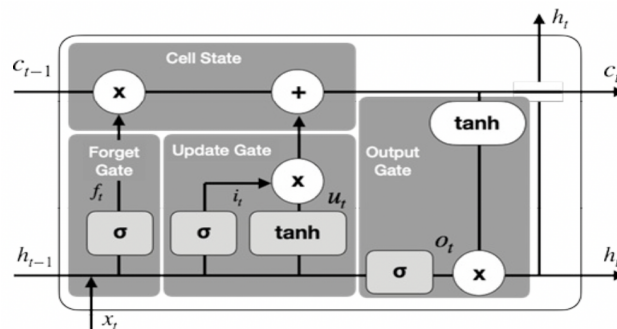 h_t
Cell State
c_{t-1}
x
+
c_t
tanh
Forget Gate
Update Gate
Output Gate
f_t
x
i_t
u_t
σ
σ
tanh
o_t
h_{t-1}
σ
x
h_t
x_t